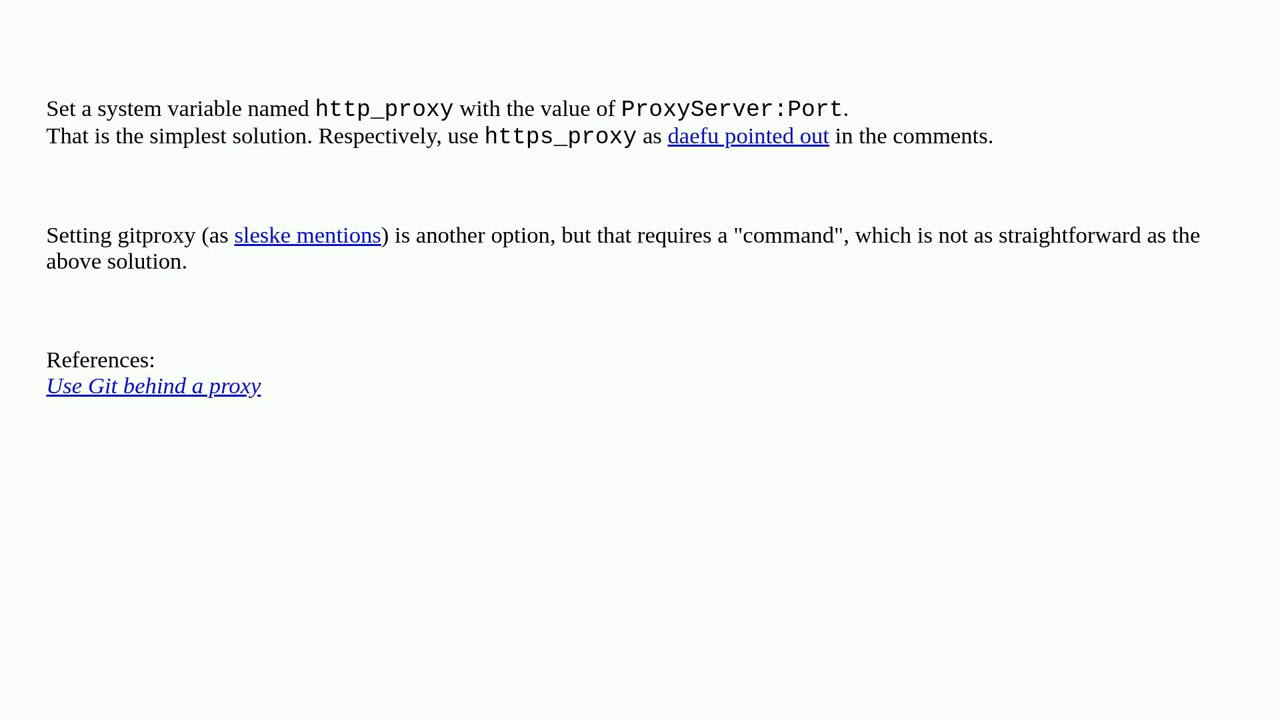 Set a system variable named http_proxy with the value of ProxyServer:Port.
That is the simplest solution. Respectively, use https_proxy as daefu pointed out in the comments.
Setting gitproxy (as sleske mentions) is another option, but that requires a "command", which is not as straightforward as the
above solution.
References:
Use Git behind a proxy